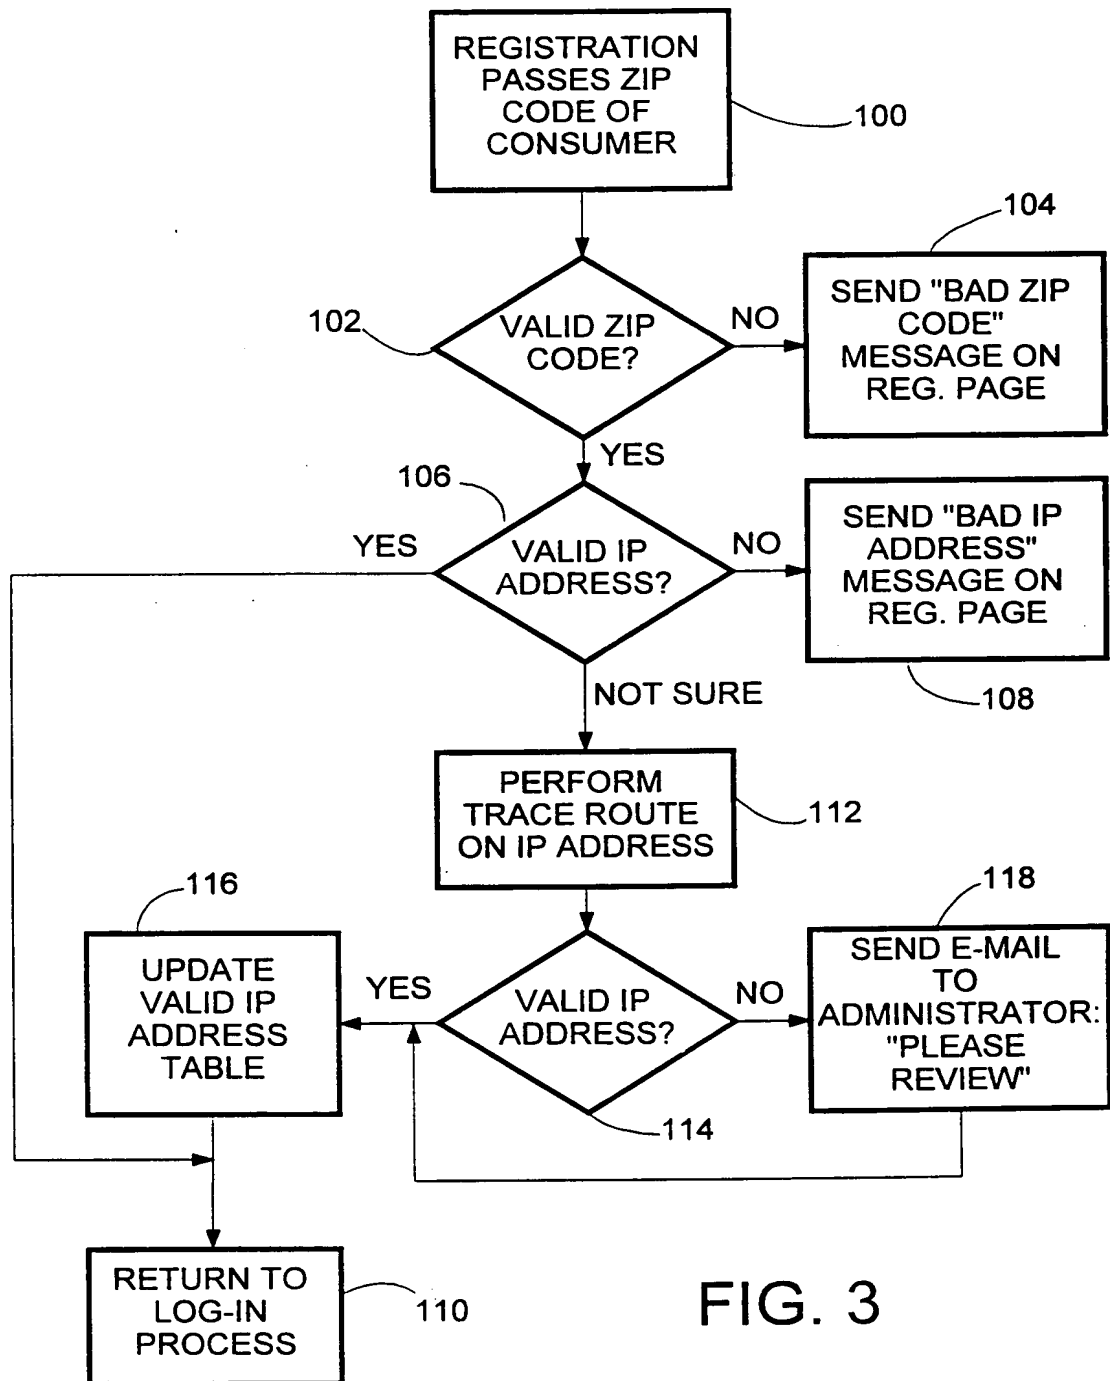 REGISTRATION
PASSES ZIP
CODE OF
CONSUMER
100
104
102
VALID ZIP
CODE?
NO
SEND "BAD ZIP
CODE"
MESSAGE ON
REG. PAGE
YES
106
YES
VALID IP
ADDRESS?
NO
SEND "BAD IP
ADDRESS"
MESSAGE ON
REG. PAGE
108
NOT SURE
PERFORM
TRACE ROUTE
ON IP ADDRESS
112
116
118
UPDATE
VALID IP
ADDRESS
TABLE
YES
VALID IP
ADDRESS?
NO
SEND E-MAIL
TO
ADMINISTRATOR:
"PLEASE
REVIEW"
114
RETURN TO
LOG-IN
PROCESS
110
FIG. 3